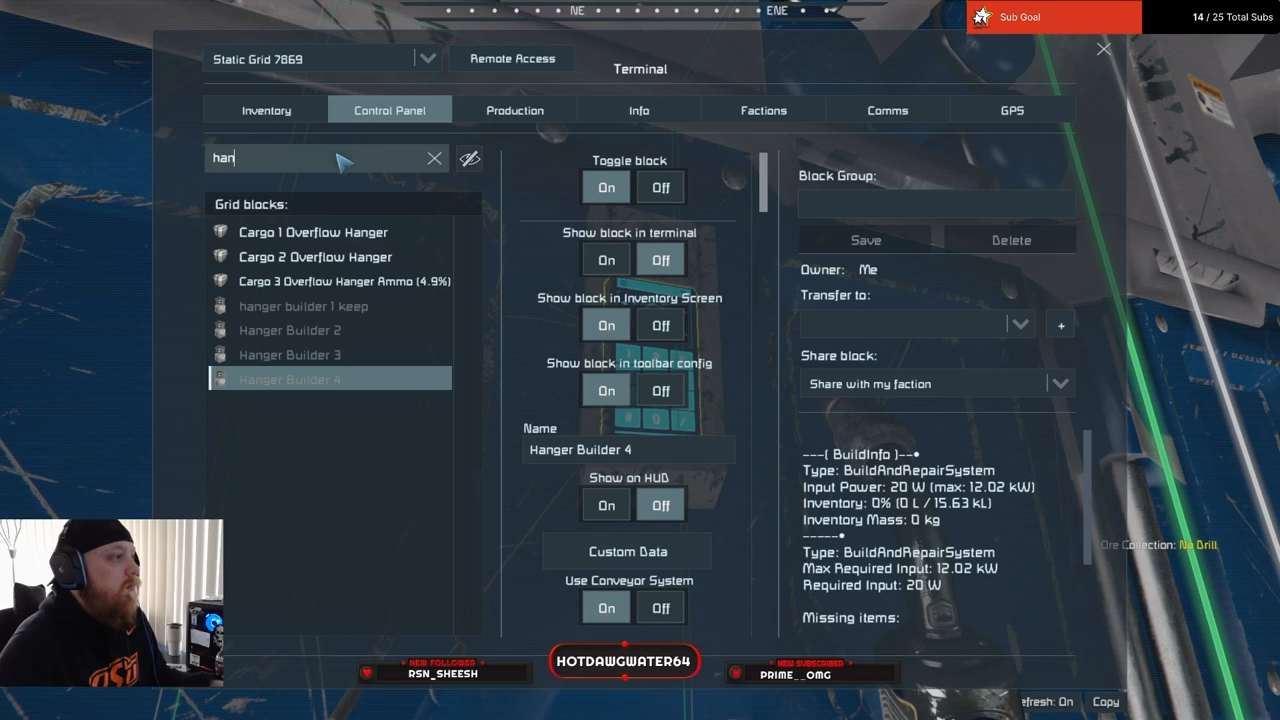 NE
ENE
Sub Goal
14 / 25 Total Subs
Static Grid 7869
Remote Access
Terminal
Inventory
Control Panel
Production
Info
Factions
Comms
GPS
han
Grid blocks:
Cargo 1 Overflow Hanger
Cargo 2 Overflow Hanger
Cargo 3 Overflow Hanger Ammo (4.9%)
hanger builder 1 keep
Hanger Builder 2
Hanger Builder 3
Hanger Builder 4
Toggle block
On
Off
Show block in terminal
On
Off
Show block in Inventory Screen
On
Off
Show block in toolbar config
On
Off
Name
Hanger Builder 4
Show on HUD
On
Off
Custom Data
Use Conveyor System
On
Off
Block Group:
Save
Delete
Owner: Me
Transfer to:
+
Share block:
Share with my faction
---( BuildInfo )--•
Type: BuildAndRepairSystem
Input Power: 20 W (max: 12.02 kW)
Inventory: 0% (0 L / 15.63 kL)
Inventory Mass: 0 kg
-----•
Type: BuildAndRepairSystem
Max Required Input: 12.02 kW
Required Input: 20 W
Missing items:
Ore Collection: No Drill
efresh: On
Copy
NEW FOLLOWER
RSN_SHEESH
HOTDAWGWATER64
NEW SUBSCRIBER
PRIME__OMG